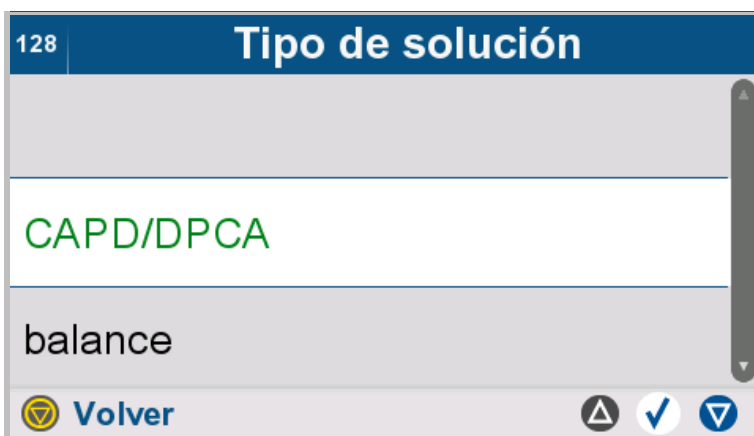 128
Tipo de solución
CAPD/DPCA
balance
Volver